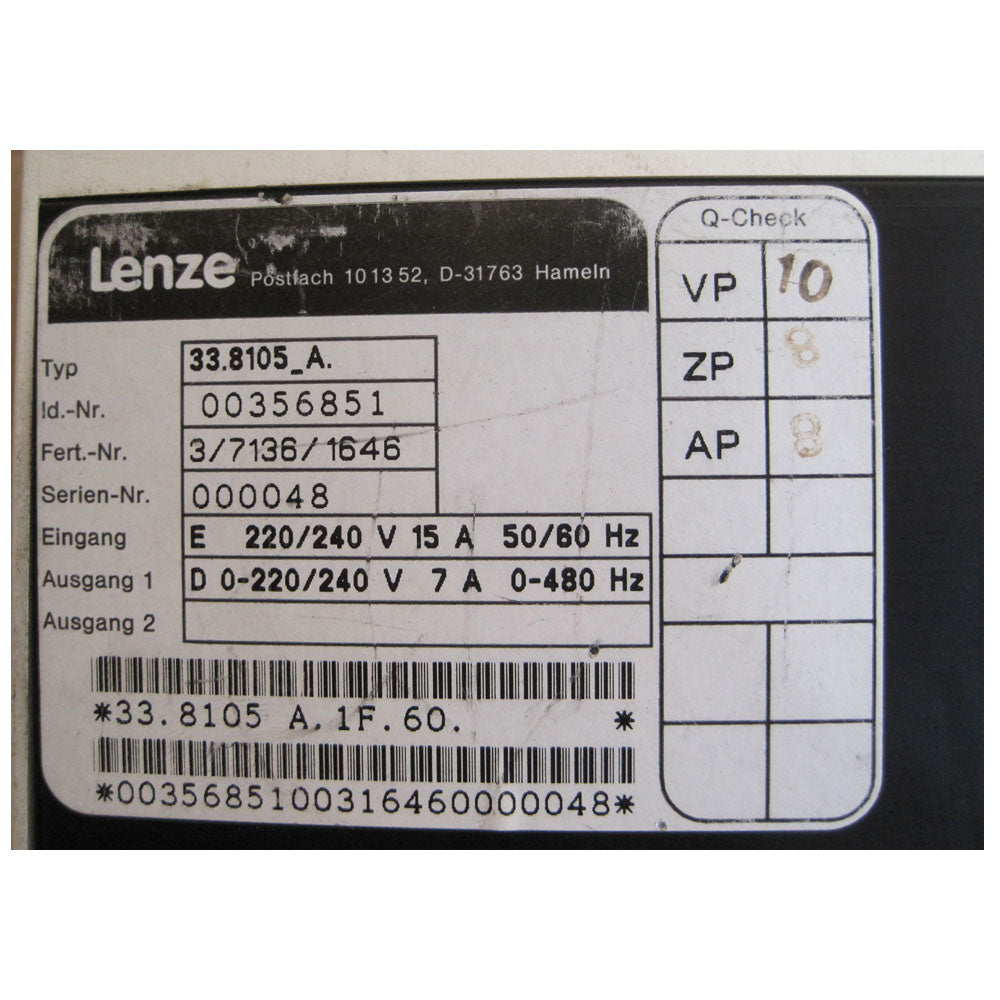 Lenze Postfach 10 13 52, D-31763 Hameln
Typ 33.8105_A.
Id.-Nr. 00356851
Fert.-Nr. 3/7136/1646
Serien-Nr. 000048
Eingang E 220/240 V 15 A 50/60 Hz
Ausgang 1 D 0-220/240 V 7 A 0-480 Hz
Ausgang 2
*33.8105 A.1F.60. *
*0035685100316460000048*
Q-Check
VP 10
ZP 8
AP 8